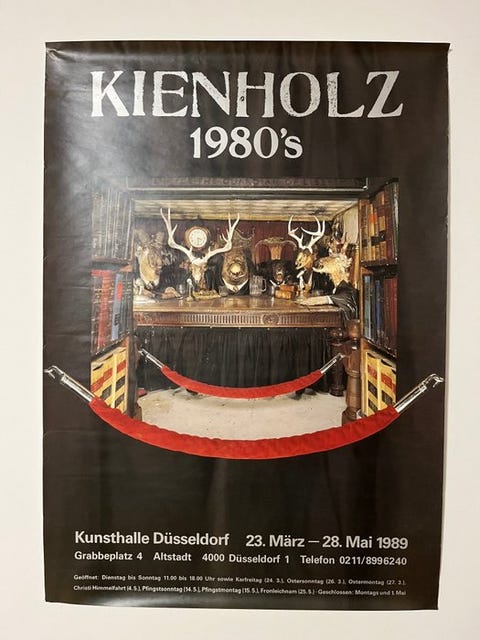 KIENHOLZ
1980's
Kunsthalle Düsseldorf 23. März — 28. Mai 1989
Grabbeplatz 4 Altstadt 4000 Düsseldorf 1 Telefon 0211/8996240
Geöffnet: Dienstag bis Sonntag 11.00 bis 18.00 Uhr sowie Karfreitag (24. 3.), Ostersonntag (26. 3.), Ostermontag (27. 3.),
Christi Himmelfahrt (4. 5.), Pfingstsonntag (14. 5.), Pfingstmontag (15. 5.), Fronleichnam (25. 5.) · Geschlossen: Montags und 1. Mai